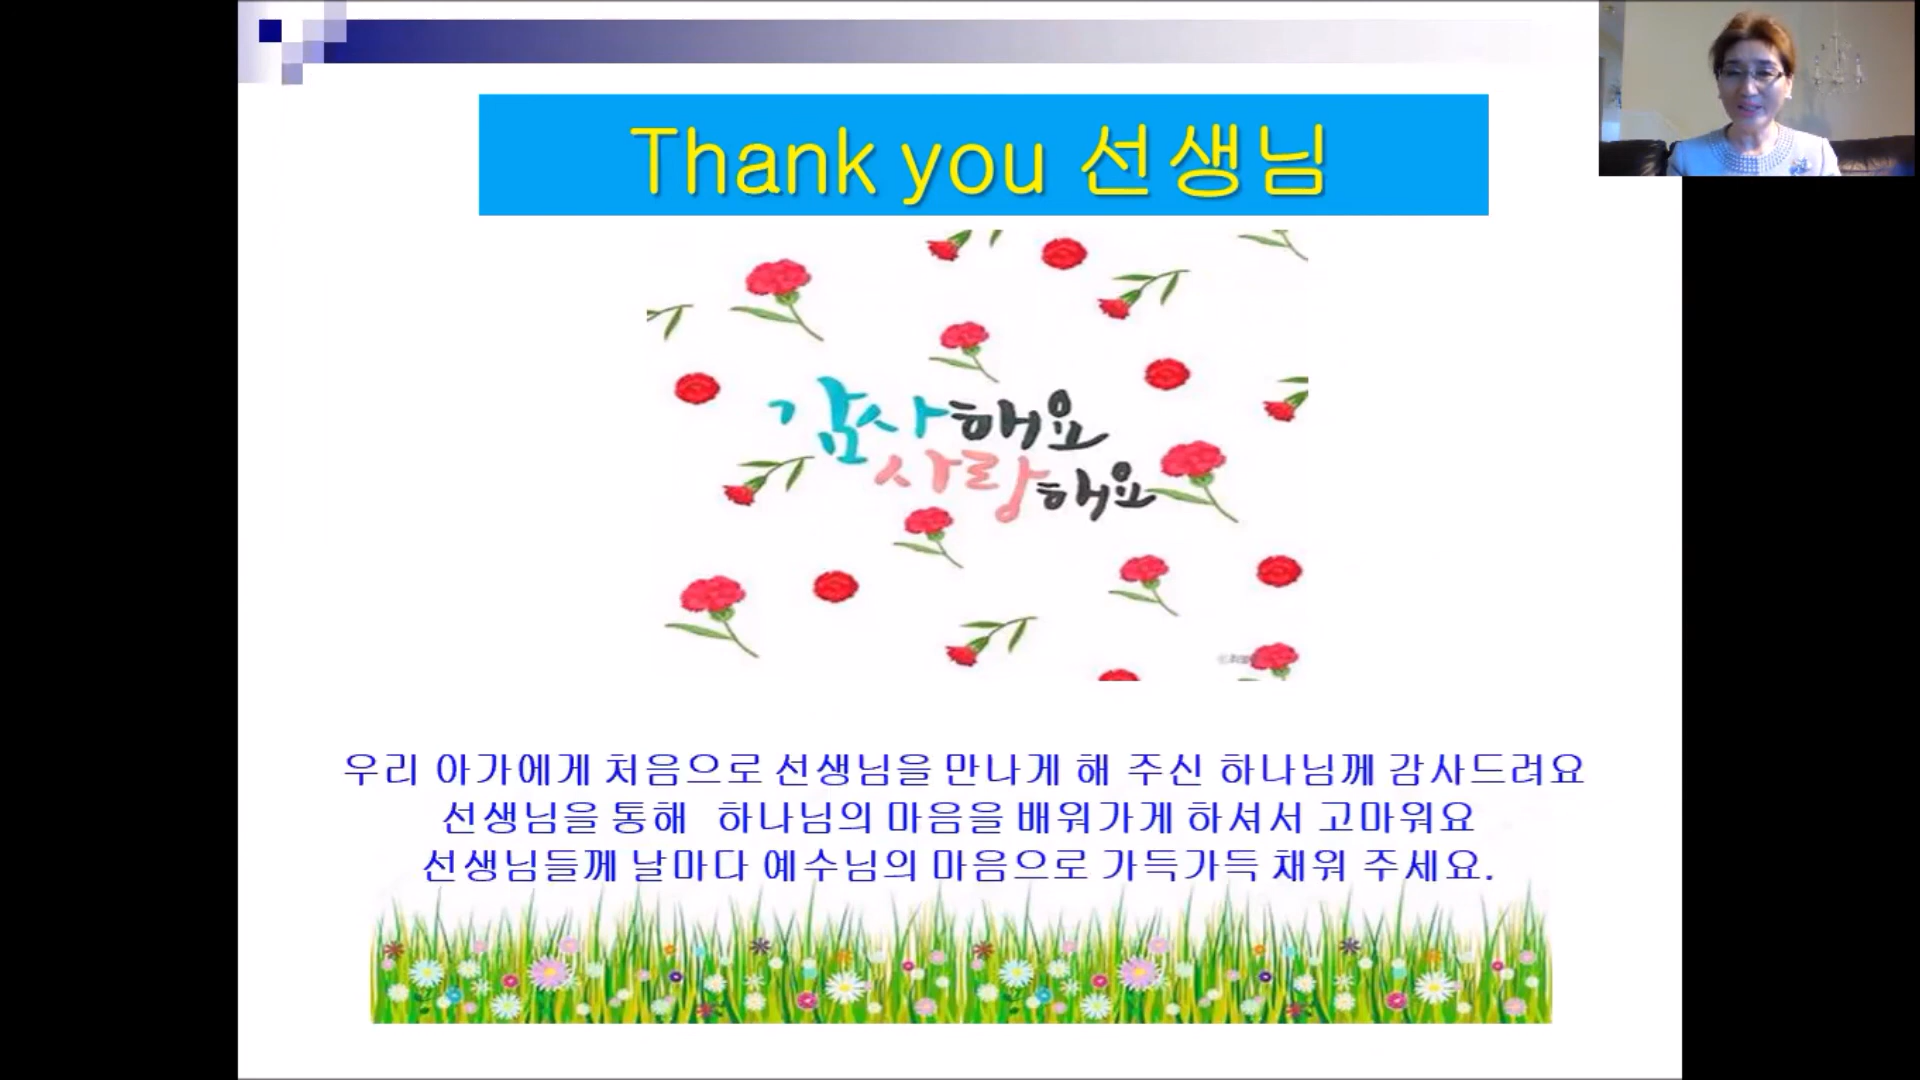 Thank you 선생님
감사해요
사랑해요
우리 아가에게 처음으로 선생님을 만나게 해 주신 하나님께 감사드려요
선생님을 통해 하나님의 마음을 배워가게 하셔서 고마워요
선생님들께 날마다 예수님의 마음으로 가득가득 채워 주세요.